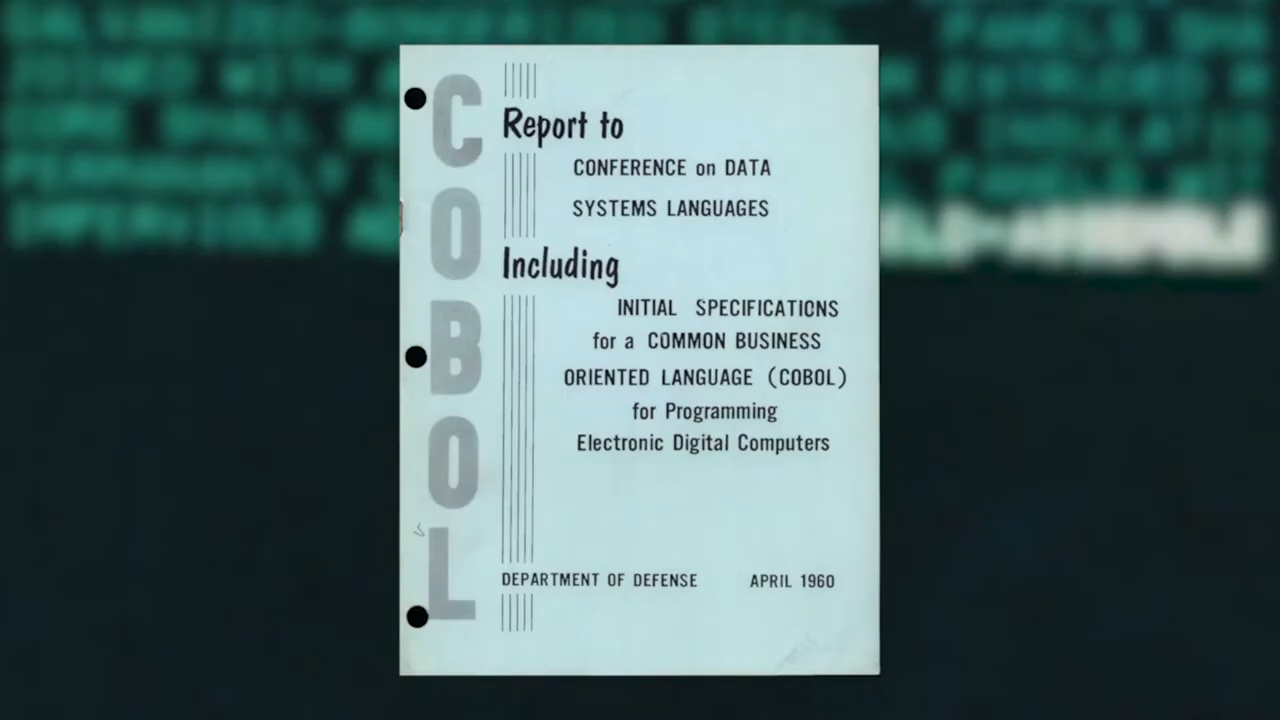 COBOL
Report to
CONFERENCE on DATA
SYSTEMS LANGUAGES
Including
INITIAL SPECIFICATIONS
for a COMMON BUSINESS
ORIENTED LANGUAGE (COBOL)
for Programming
Electronic Digital Computers
DEPARTMENT OF DEFENSE APRIL 1960